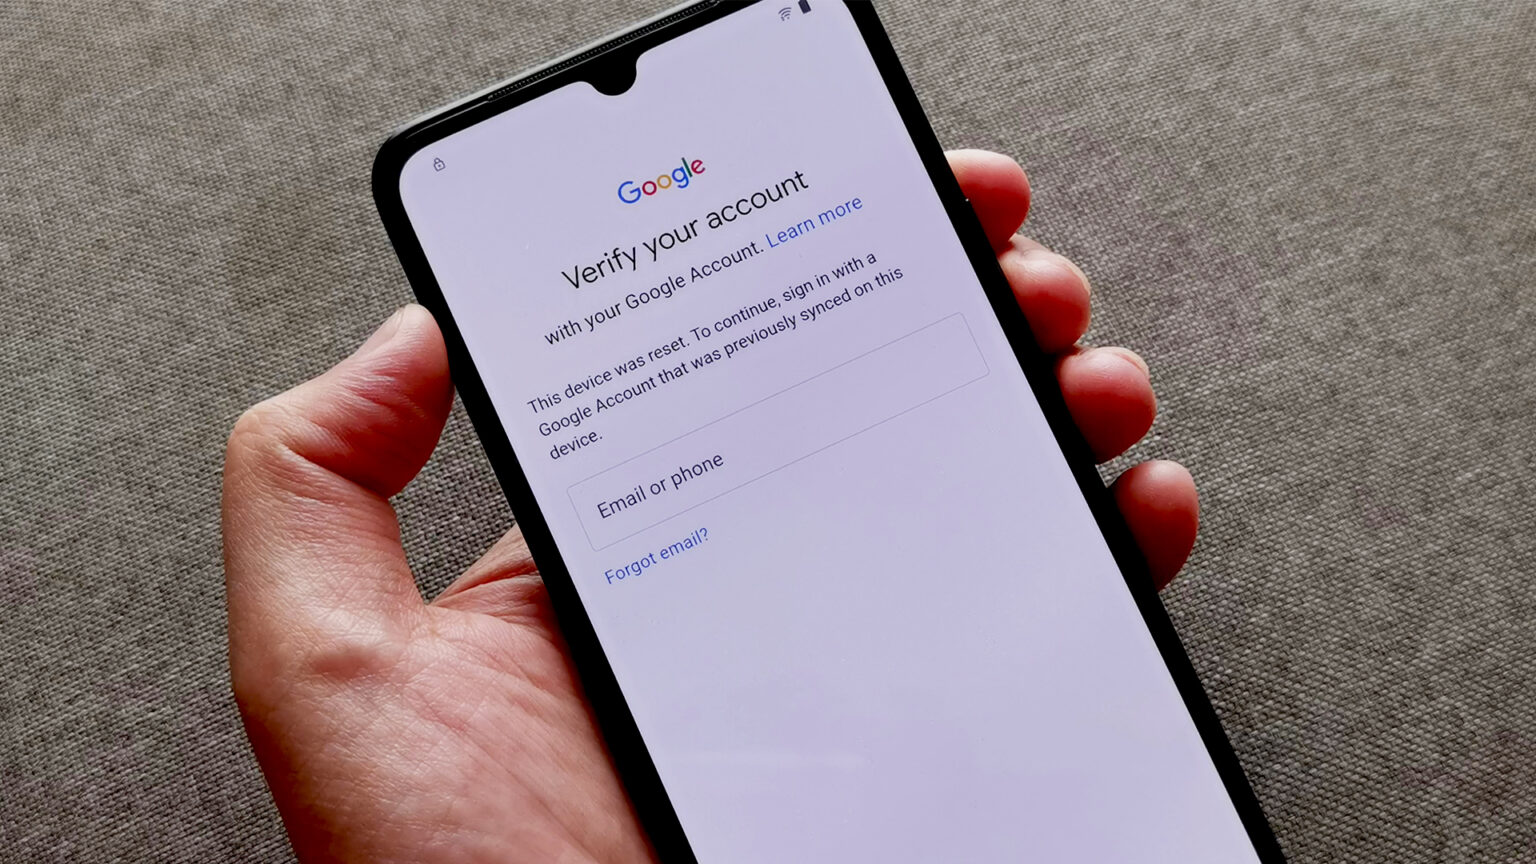 Google
Verify your account
with your Google Account. Learn more
This device was reset. To continue, sign in with a
Google Account that was previously synced on this
device.
Email or phone
Forgot email?